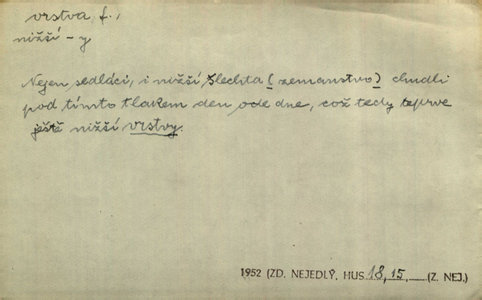 vrstva f.,
nižší - y
Nejen sedláci, i nižší šlechta (zemanstvo) chudli
pod tímto tlakem den ode dne, což tedy teprve
ještě nižší vrstvy.
1952 (ZD. NEJEDLÝ, HUS 18, 15, (Z. NEJ.)